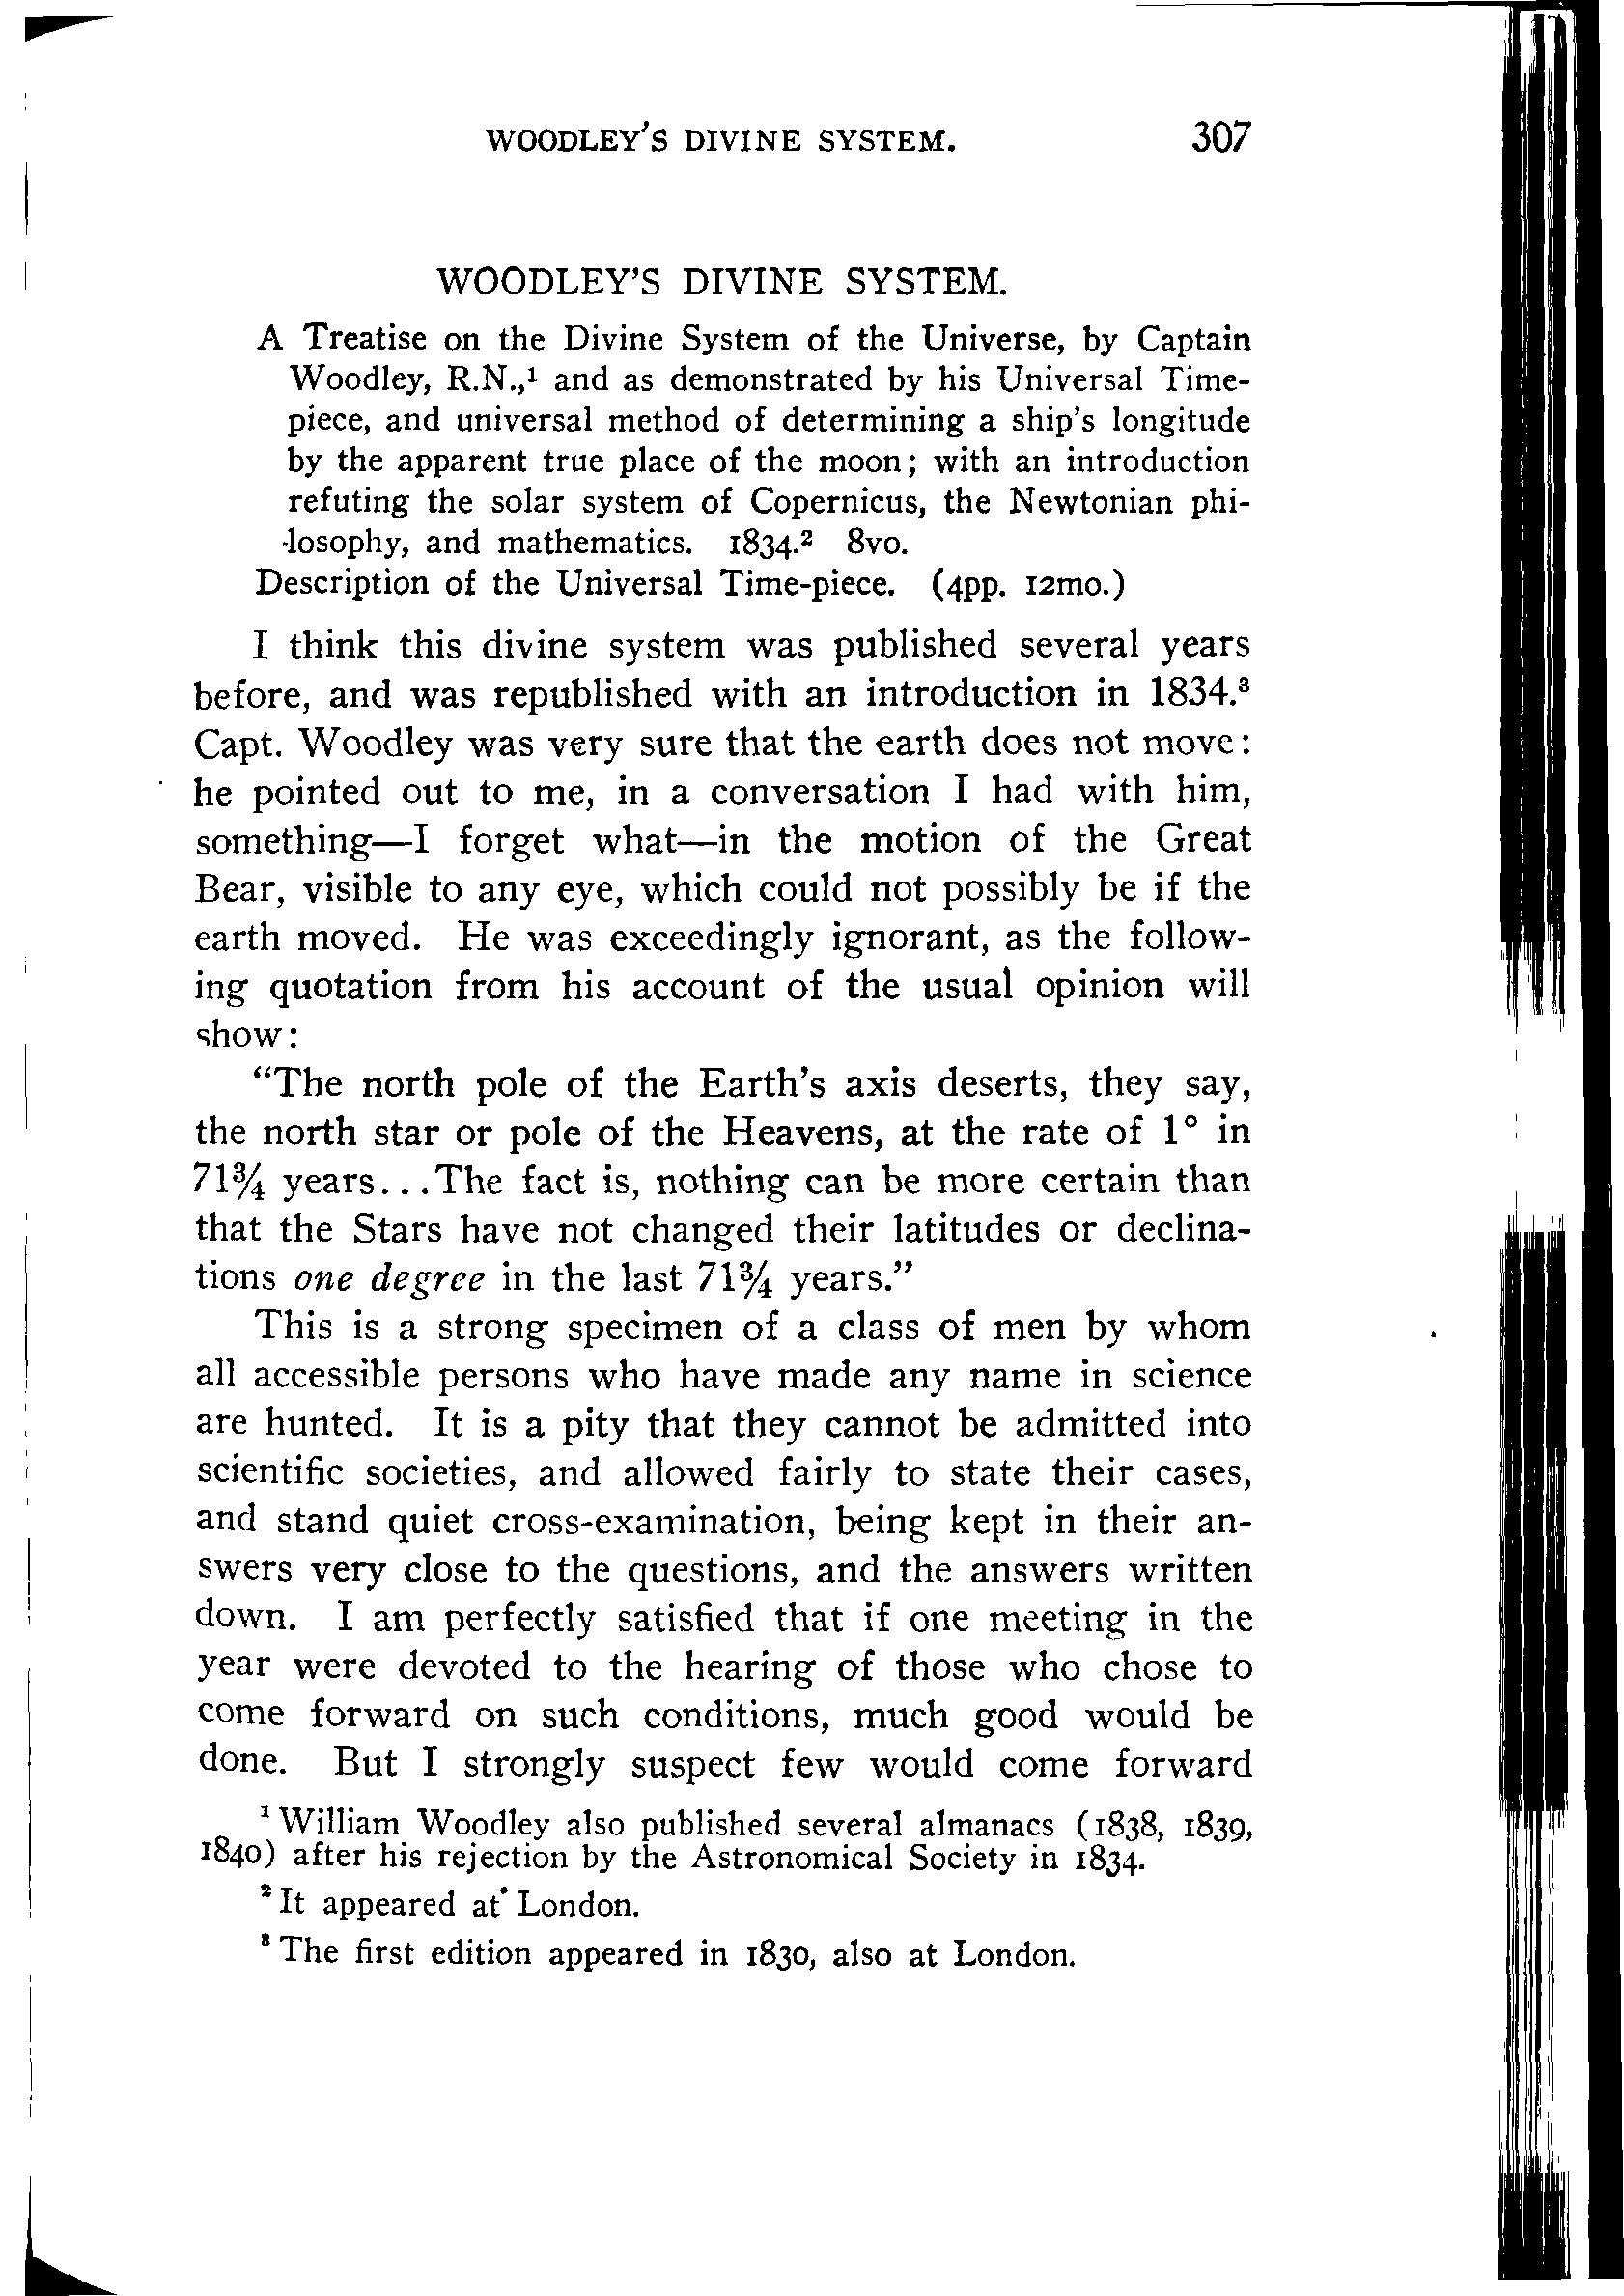 WOODLEY'S DIVINE SYSTEM. 307
WOODLEY'S DIVINE SYSTEM.
A Treatise on the Divine System of the Universe, by Captain
Woodley, R.N.,¹ and as demonstrated by his Universal Time-
piece, and universal method of determining a ship's longitude
by the apparent true place of the moon; with an introduction
refuting the solar system of Copernicus, the Newtonian phi-
losophy, and mathematics. 1834.² 8vo.
Description of the Universal Time-piece. (4pp. 12mo.)
I think this divine system was published several years
before, and was republished with an introduction in 1834.³
Capt. Woodley was very sure that the earth does not move:
he pointed out to me, in a conversation I had with him,
something—I forget what—in the motion of the Great
Bear, visible to any eye, which could not possibly be if the
earth moved. He was exceedingly ignorant, as the follow-
ing quotation from his account of the usual opinion will
show:
"The north pole of the Earth's axis deserts, they say,
the north star or pole of the Heavens, at the rate of 1° in
71¾ years...The fact is, nothing can be more certain than
that the Stars have not changed their latitudes or declina-
tions one degree in the last 71¾ years."
This is a strong specimen of a class of men by whom
all accessible persons who have made any name in science
are hunted. It is a pity that they cannot be admitted into
scientific societies, and allowed fairly to state their cases,
and stand quiet cross-examination, being kept in their an-
swers very close to the questions, and the answers written
down. I am perfectly satisfied that if one meeting in the
year were devoted to the hearing of those who chose to
come forward on such conditions, much good would be
done. But I strongly suspect few would come forward
¹ William Woodley also published several almanacs (1838, 1839,
1840) after his rejection by the Astronomical Society in 1834.
² It appeared at London.
³ The first edition appeared in 1830, also at London.